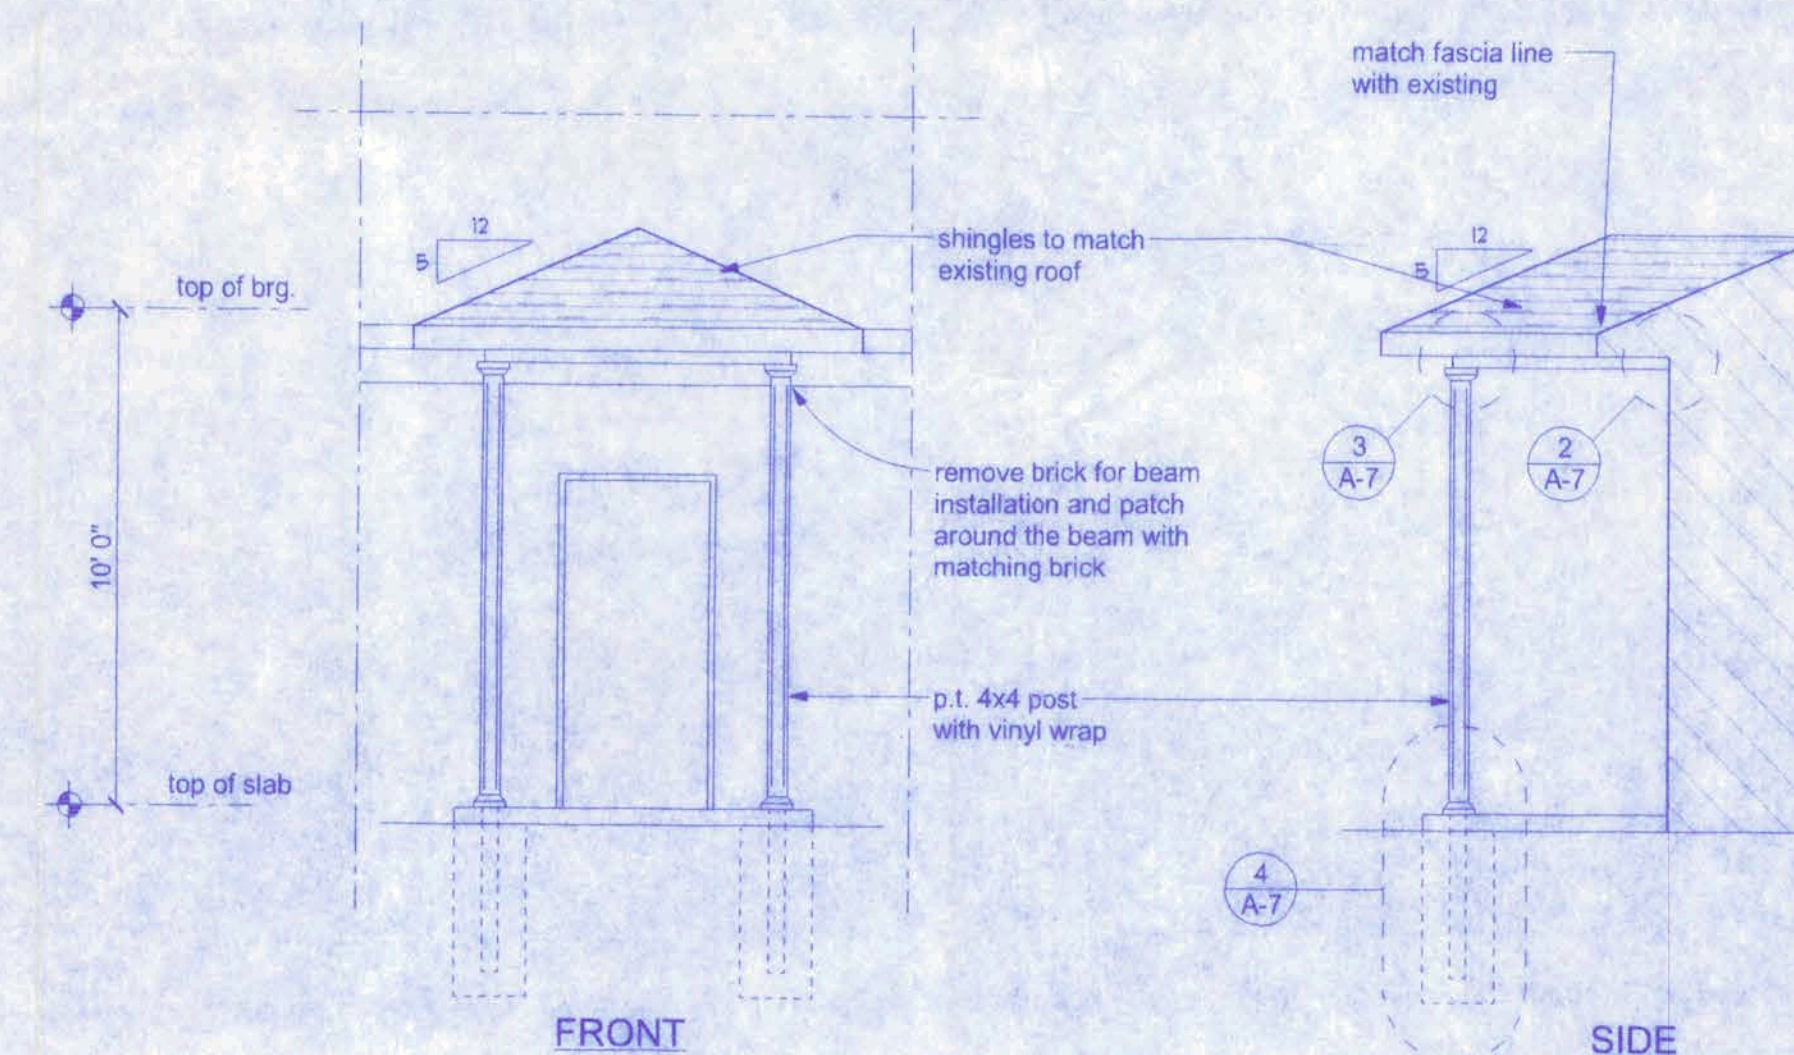 match fascia line
with existing
12
5
shingles to match
existing roof
12
5
top of brg.
10' 0"
remove brick for beam
installation and patch
around the beam with
matching brick
3
A-7
2
A-7
p.t. 4x4 post
with vinyl wrap
top of slab
4
A-7
FRONT
SIDE